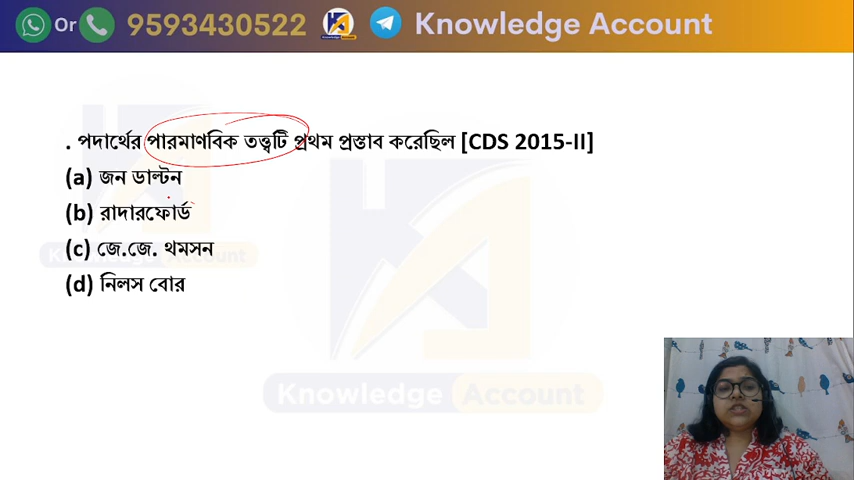 Or 9593430522 Knowledge Account
. পদার্থের পারমাণবিক তত্ত্বটি প্রথম প্রস্তাব করেছিল [CDS 2015-II]
(a) জন ডাল্টন
(b) রাদারফোর্ড
(c) জে.জে. থমসন
(d) নিলস বোর
Knowledge Account